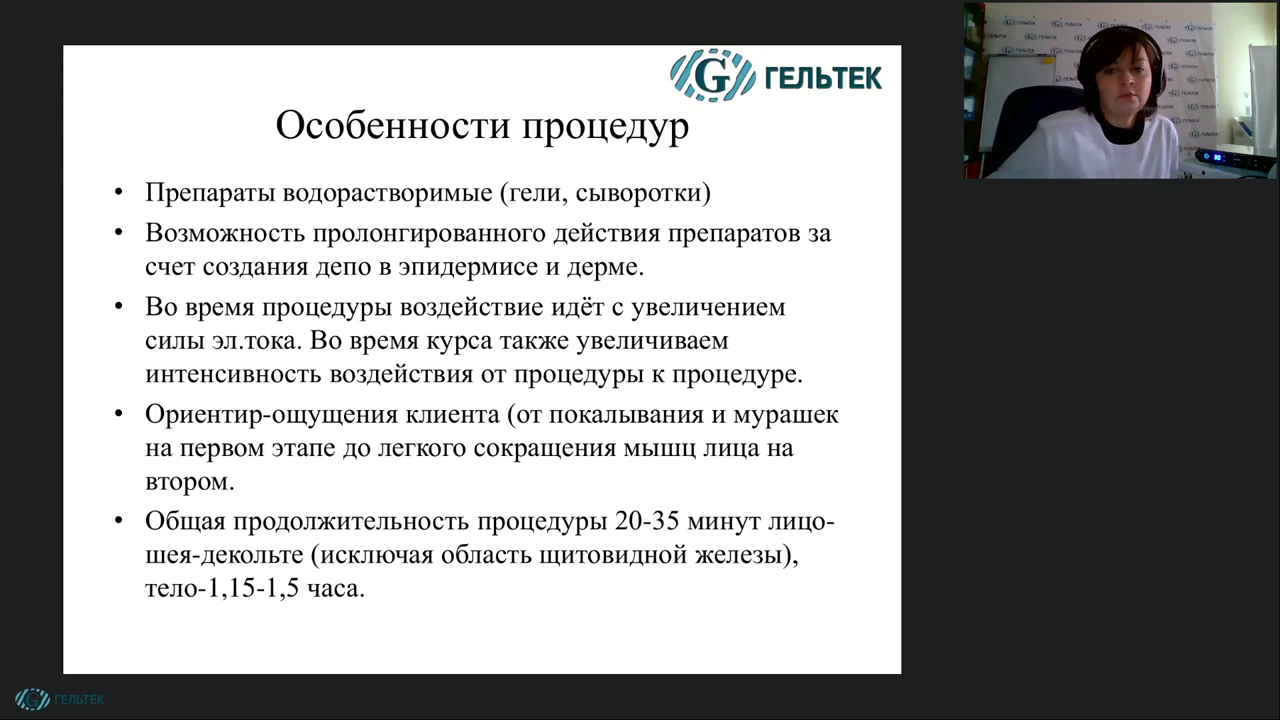 ГЕЛЬТЕК
Особенности процедур
• Препараты водорастворимые (гели, сыворотки)
• Возможность пролонгированного действия препаратов за
счет создания депо в эпидермисе и дерме.
• Во время процедуры воздействие идёт с увеличением
силы эл.тока. Во время курса также увеличиваем
интенсивность воздействия от процедуры к процедуре.
• Ориентир-ощущения клиента (от покалывания и мурашек
на первом этапе до легкого сокращения мышц лица на
втором.
• Общая продолжительность процедуры 20-35 минут лицо-
шея-декольте (исключая область щитовидной железы),
тело-1,15-1,5 часа.
ГЕЛЬТЕК